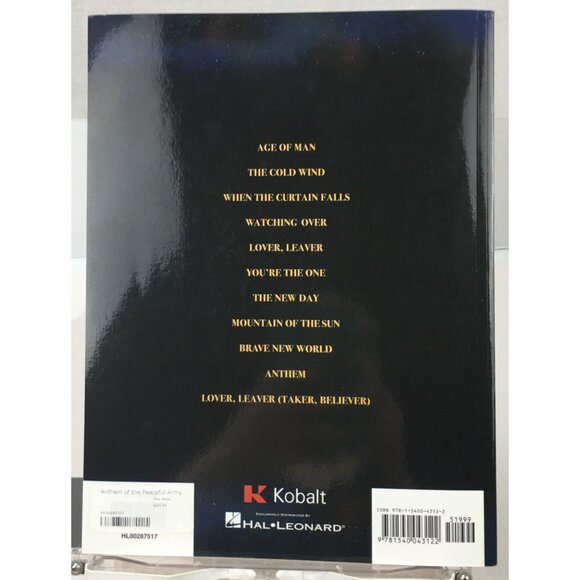 AGE OF MAN
THE COLD WIND
WHEN THE CURTAIN FALLS
WATCHING OVER
LOVER, LEAVER
YOU'RE THE ONE
THE NEW DAY
MOUNTAIN OF THE SUN
BRAVE NEW WORLD
ANTHEM
LOVER, LEAVER (TAKER, BELIEVER)
Anthem of the Peaceful Army
HL00287517
HL00287517
Kobalt
EXCLUSIVELY DISTRIBUTED BY
HAL•LEONARD®
ISBN 978-1-5400-4312-2
51999
9 781540 043122